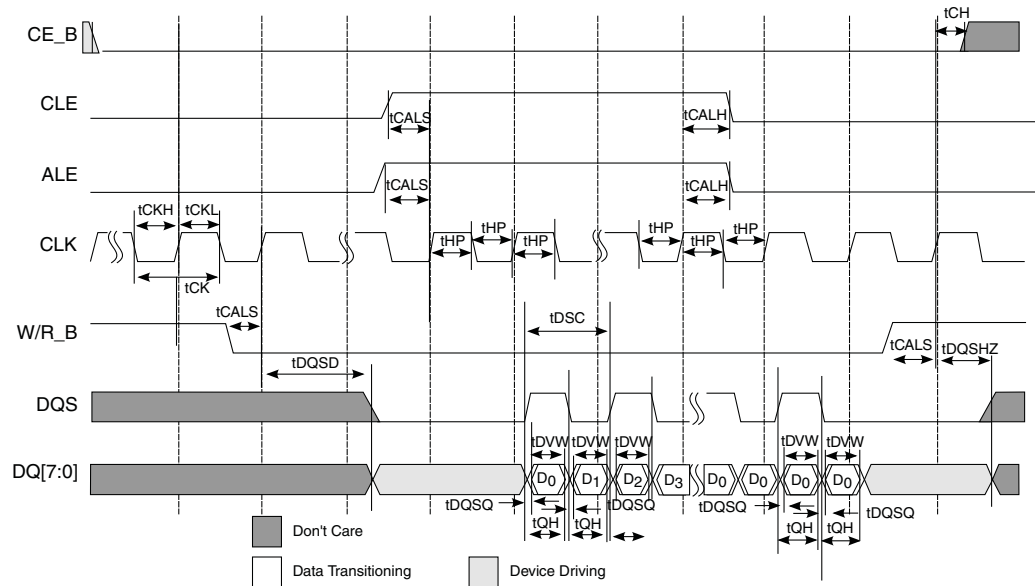 tCH
CE_B
CLE
tCALS tCALH
ALE
tCALS tCALH
tCKH tCKL
tHP tHP tHP tHP tHP tHP
CLK
tCK
tCALS
W/R_B
tDSC
tCALS
tDQSD
tDQSHZ
DQS
tDVW tDVW tDVW tDVW tDVW
DQ[7:0]
D0 D1 D2 D3 D0 D0 D0 D0
tDQSQ tDQSQ tDQSQ tDQSQ
tQH tQH tQH tQH
Don't Care
Data Transitioning
Device Driving